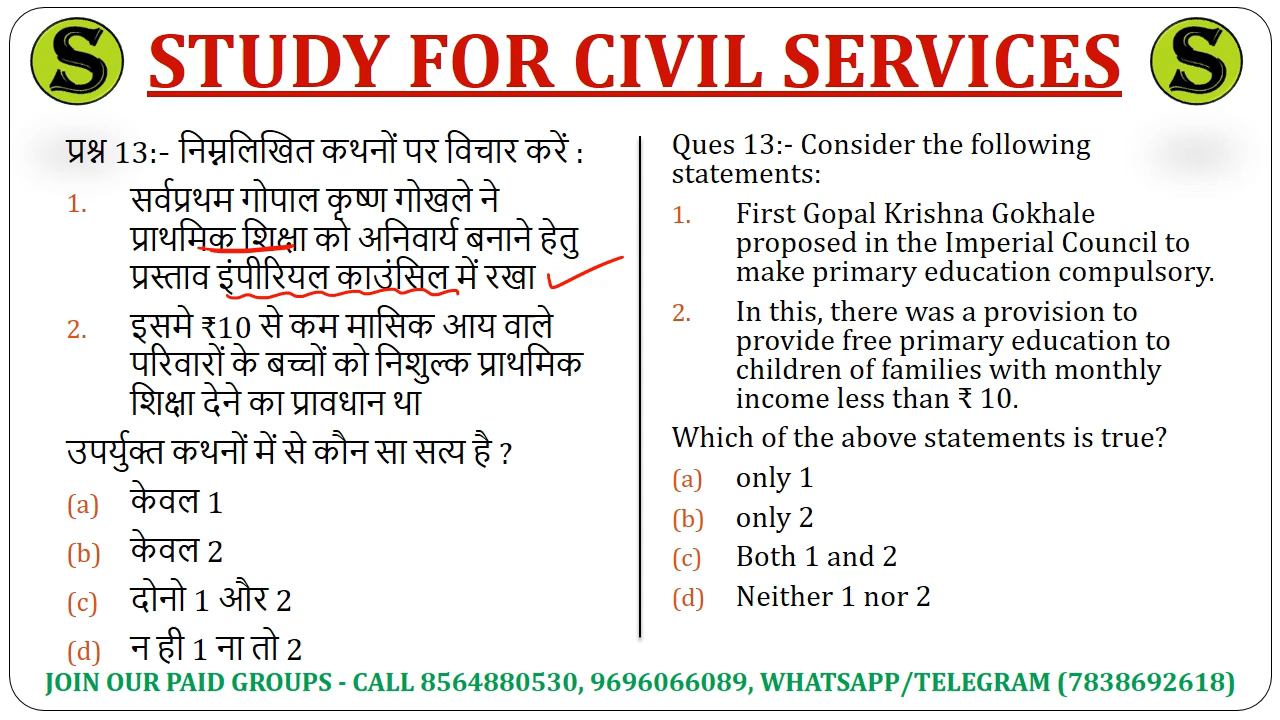 S
STUDY FOR CIVIL SERVICES
S
प्रश्न 13:- निम्नलिखित कथनों पर विचार करें :
1. सर्वप्रथम गोपाल कृष्ण गोखले ने
प्राथमिक शिक्षा को अनिवार्य बनाने हेतु
प्रस्ताव इंपीरियल काउंसिल में रखा
2. इसमे ₹10 से कम मासिक आय वाले
परिवारों के बच्चों को निशुल्क प्राथमिक
शिक्षा देने का प्रावधान था
उपर्युक्त कथनों में से कौन सा सत्य है ?
(a) केवल 1
(b) केवल 2
(c) दोनो 1 और 2
(d) न ही 1 ना तो 2
Ques 13:- Consider the following
statements:
1. First Gopal Krishna Gokhale
proposed in the Imperial Council to
make primary education compulsory.
2. In this, there was a provision to
provide free primary education to
children of families with monthly
income less than ₹ 10.
Which of the above statements is true?
(a) only 1
(b) only 2
(c) Both 1 and 2
(d) Neither 1 nor 2
JOIN OUR PAID GROUPS - CALL 8564880530, 9696066089, WHATSAPP/TELEGRAM (7838692618)